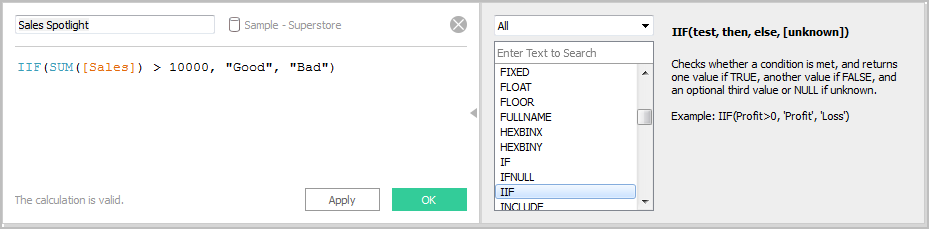 Sales Spotlight
Sample - Superstore
IIF(SUM([Sales]) > 10000, "Good", "Bad")
The calculation is valid.
Apply
OK
All
Enter Text to Search
FIXED
FLOAT
FLOOR
FULLNAME
HEXBINX
HEXBINY
IF
IFNULL
IIF
INCLUDE
IIF(test, then, else, [unknown])
Checks whether a condition is met, and returns
one value if TRUE, another value if FALSE, and
an optional third value or NULL if unknown.
Example: IIF(Profit>0, 'Profit', 'Loss')